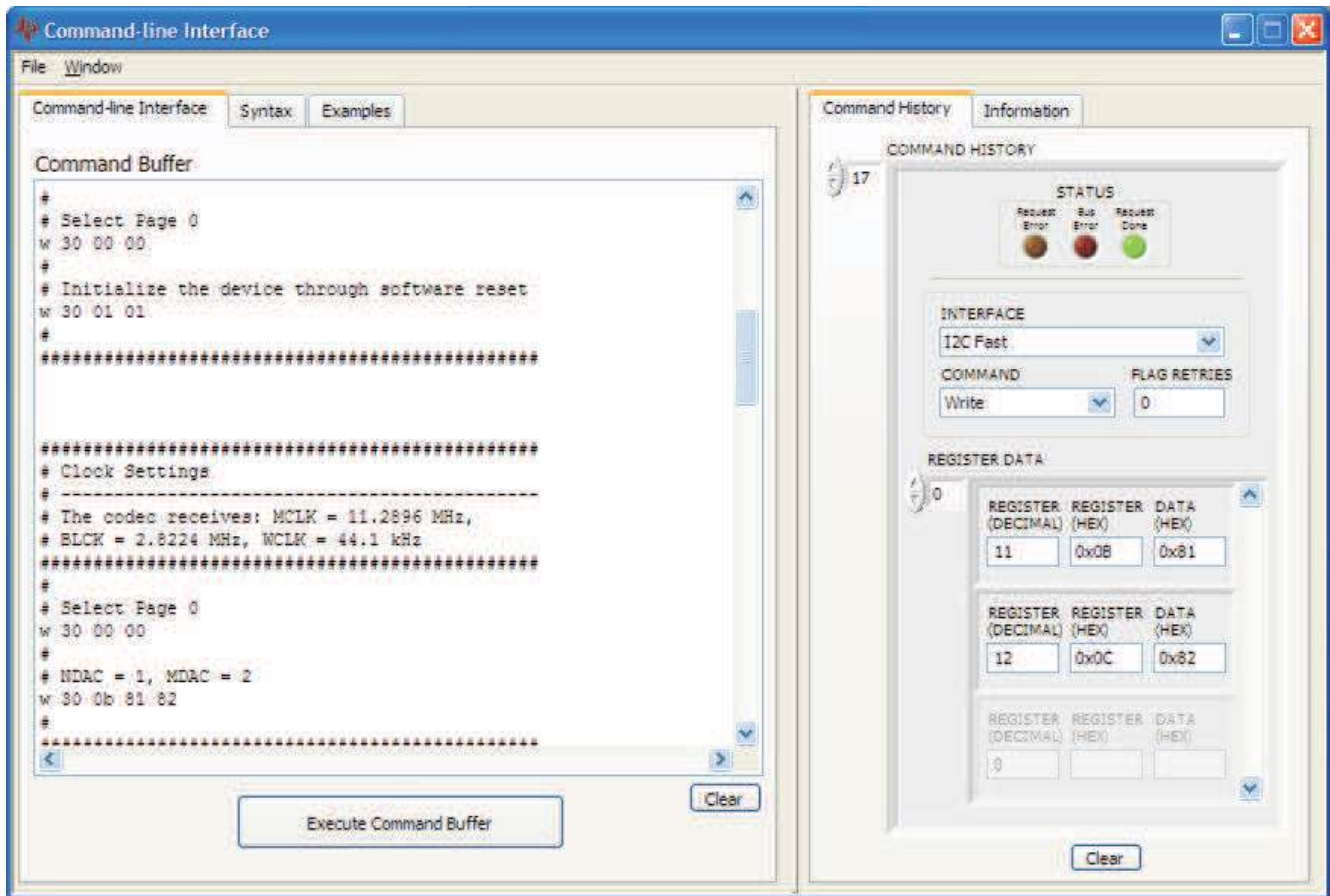 Command-line Interface
File Window
Command-line Interface Syntax Examples
Command Buffer
#
# Select Page 0
w 30 00 00
#
# Initialize the device through software reset
w 30 01 01
#
###############################################
###############################################
# Clock Settings
# ---------------------------------------------
# The codec receives: MCLK = 11.2896 MHz,
# BLCK = 2.8224 MHz, WCLK = 44.1 kHz
###############################################
#
# Select Page 0
w 30 00 00
#
# NDAC = 1, MDAC = 2
w 30 0b 81 82
#
###############################################
Clear
Execute Command Buffer
Command History Information
COMMAND HISTORY
17
STATUS
Request Error Bus Error Request Done
INTERFACE
I2C Fast
COMMAND FLAG RETRIES
Write 0
REGISTER DATA
0
REGISTER (DECIMAL) REGISTER (HEX) DATA (HEX)
11 0x0B 0x81
REGISTER (DECIMAL) REGISTER (HEX) DATA (HEX)
12 0x0C 0x82
REGISTER (DECIMAL) REGISTER (HEX) DATA (HEX)
0
Clear